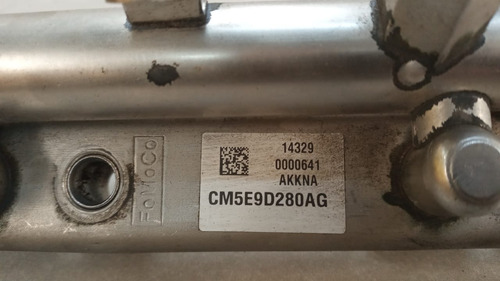 FoMoCo
14329
0000641
AKKNA
CM5E9D280AG